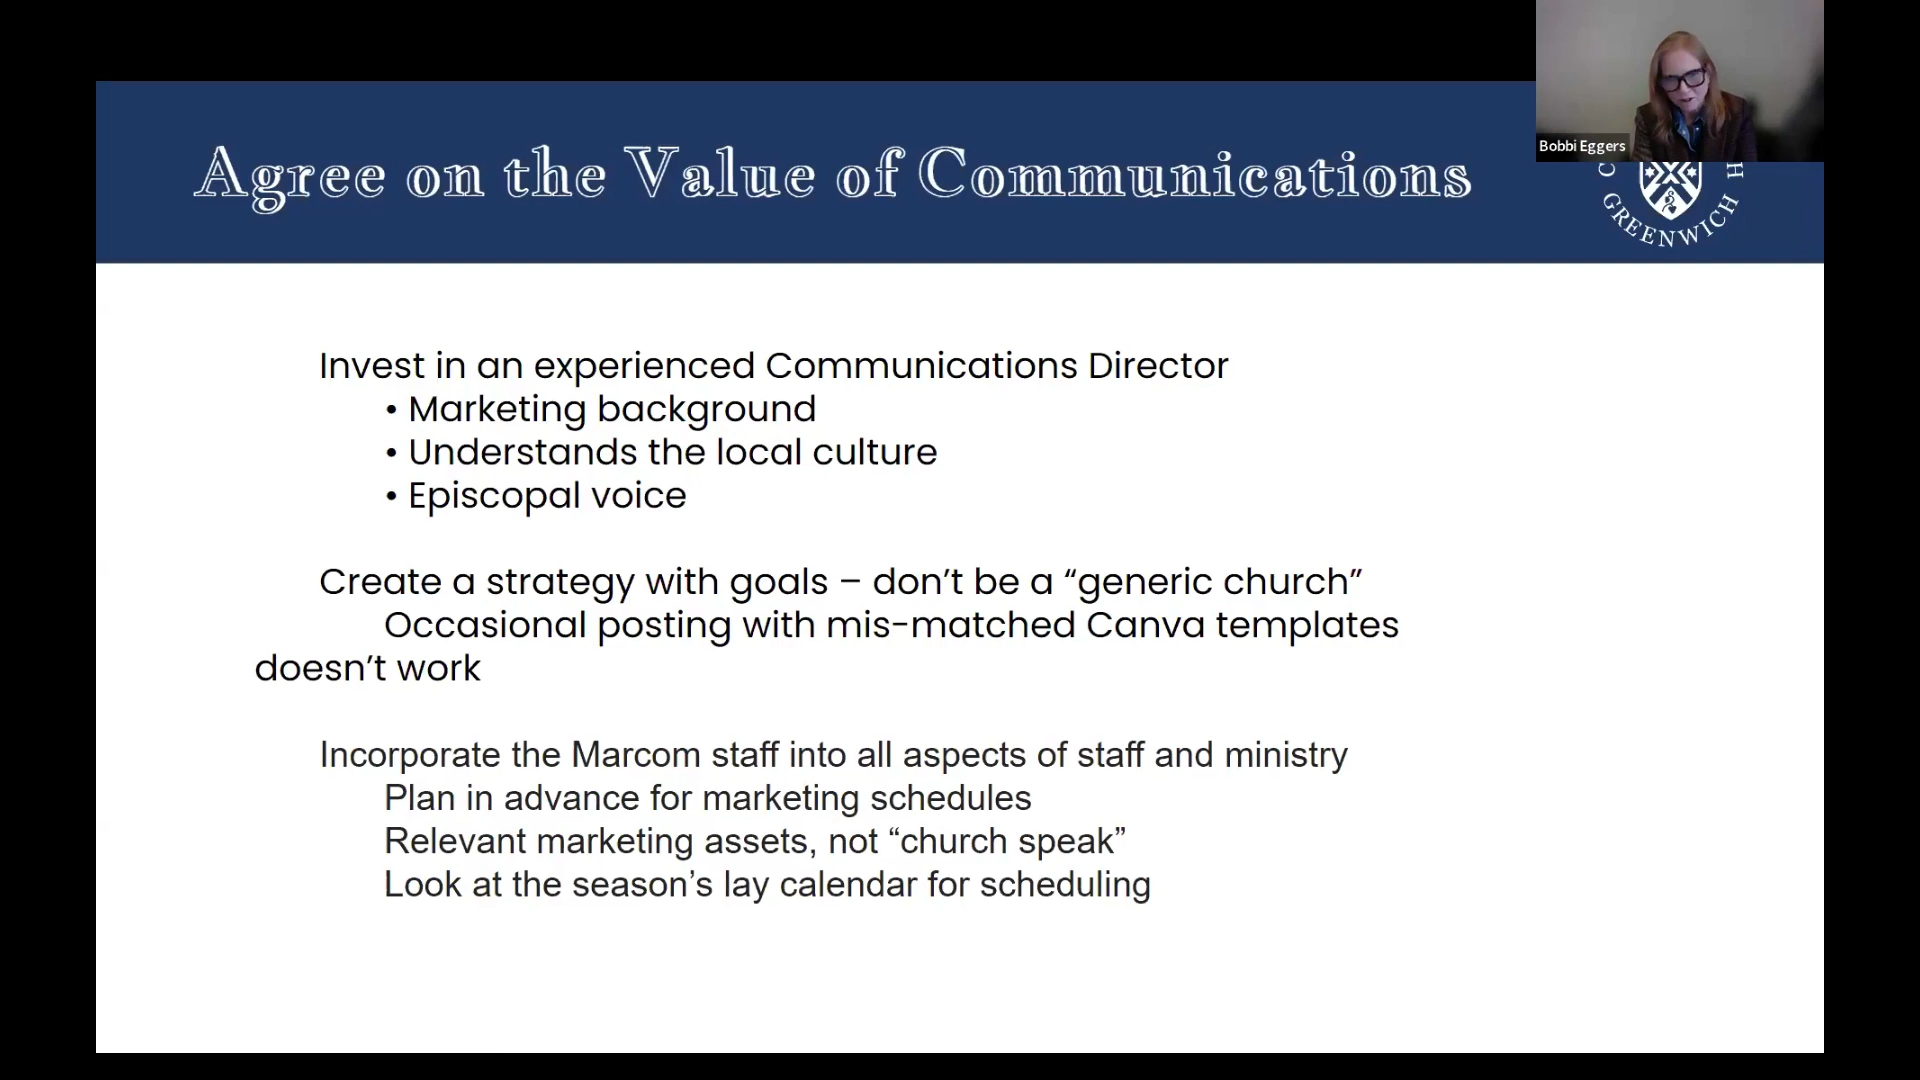 Bobbi Eggers
Agree on the Value of Communications
GREENWICH
Invest in an experienced Communications Director
• Marketing background
• Understands the local culture
• Episcopal voice
Create a strategy with goals – don’t be a “generic church”
Occasional posting with mis-matched Canva templates
doesn’t work
Incorporate the Marcom staff into all aspects of staff and ministry
Plan in advance for marketing schedules
Relevant marketing assets, not “church speak”
Look at the season’s lay calendar for scheduling